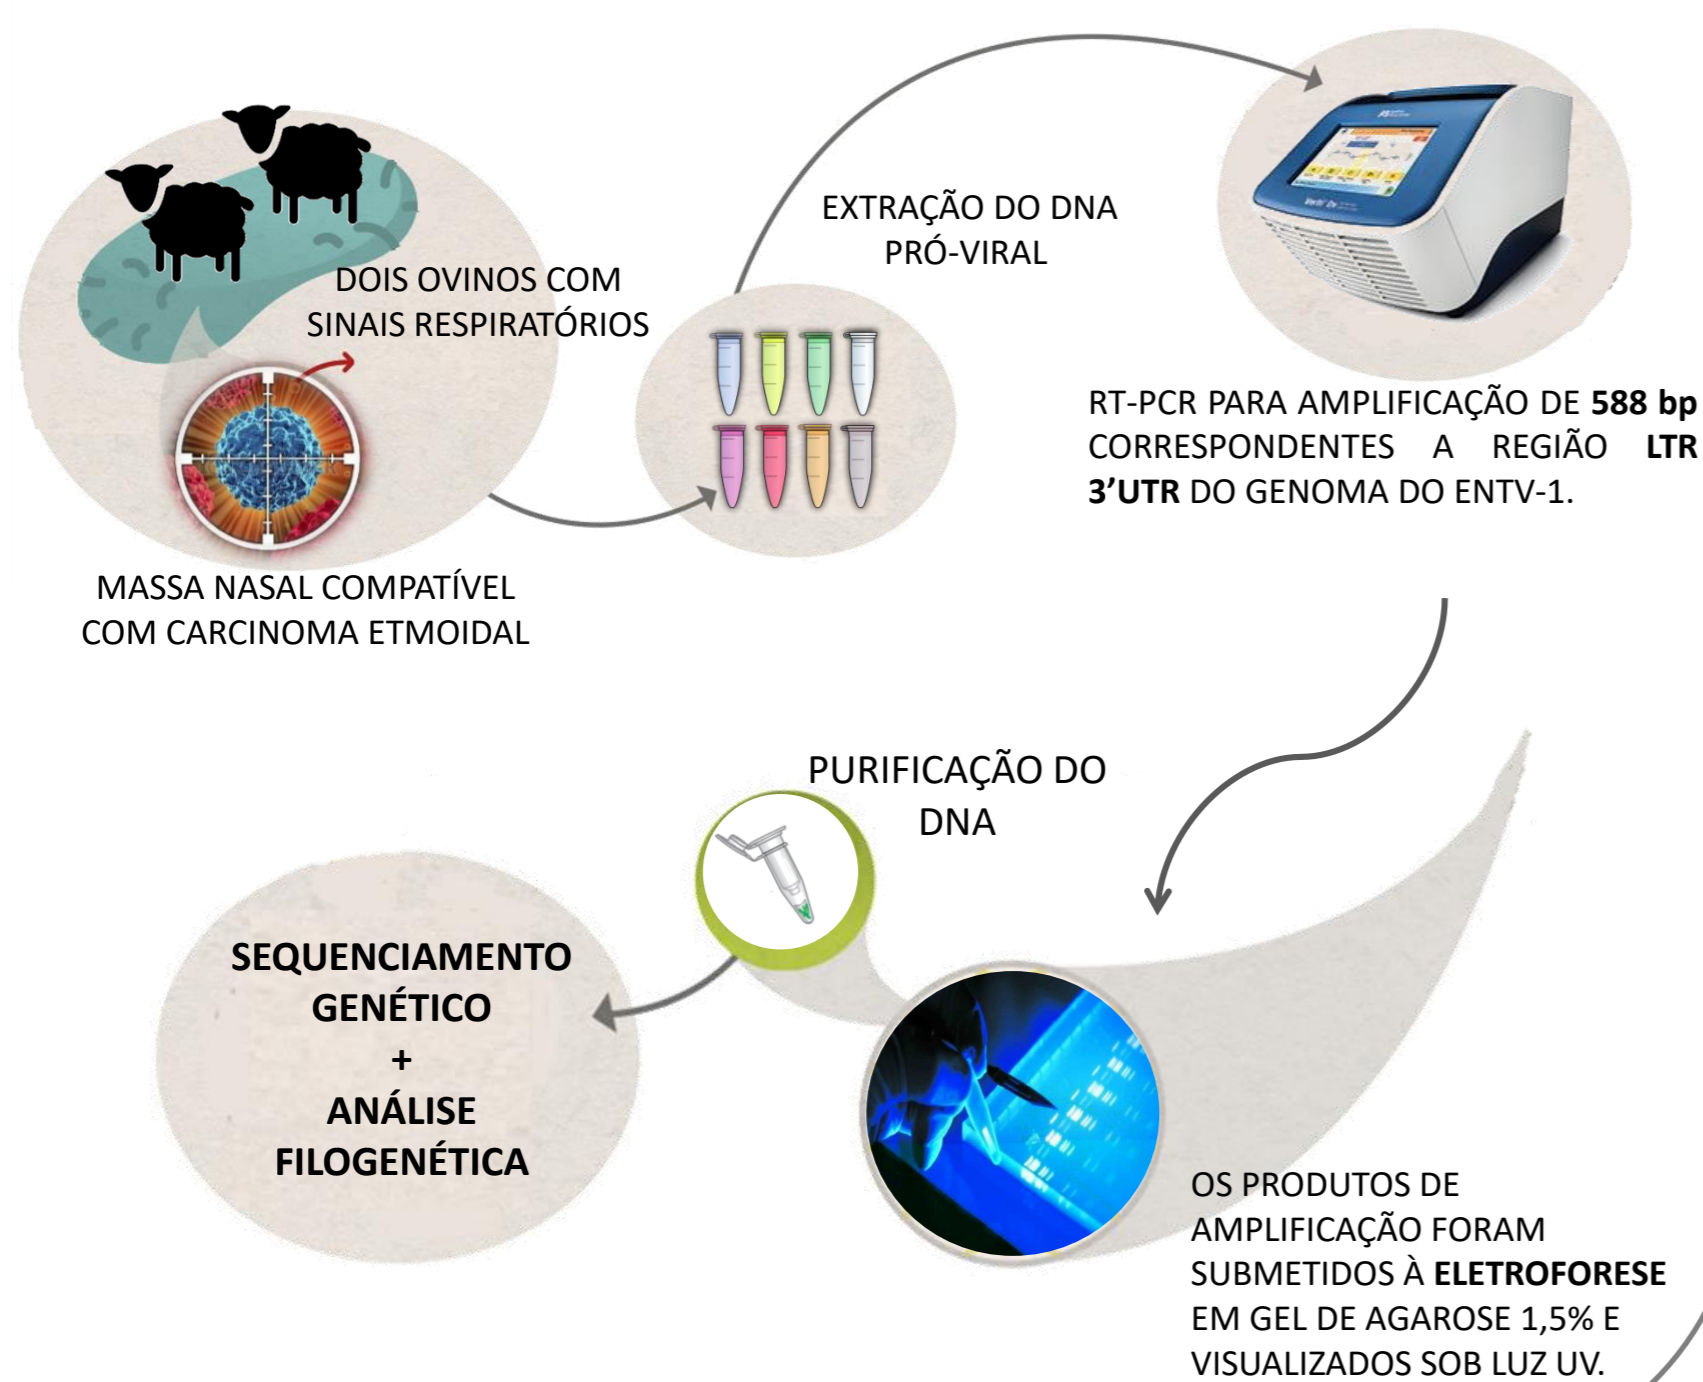 DOIS OVINOS COM
SINAIS RESPIRATÓRIOS
MASSA NASAL COMPATÍVEL
COM CARCINOMA ETMOIDAL
EXTRAÇÃO DO DNA
PRÓ-VIRAL
RT-PCR PARA AMPLIFICAÇÃO DE 588 bp
CORRESPONDENTES A REGIÃO LTR
3’UTR DO GENOMA DO ENTV-1.
OS PRODUTOS DE
AMPLIFICAÇÃO FORAM
SUBMETIDOS À ELETROFORESE
EM GEL DE AGAROSE 1,5% E
VISUALIZADOS SOB LUZ UV.
PURIFICAÇÃO DO
DNA
SEQUENCIAMENTO
GENÉTICO
+
ANÁLISE
FILOGENÉTICA